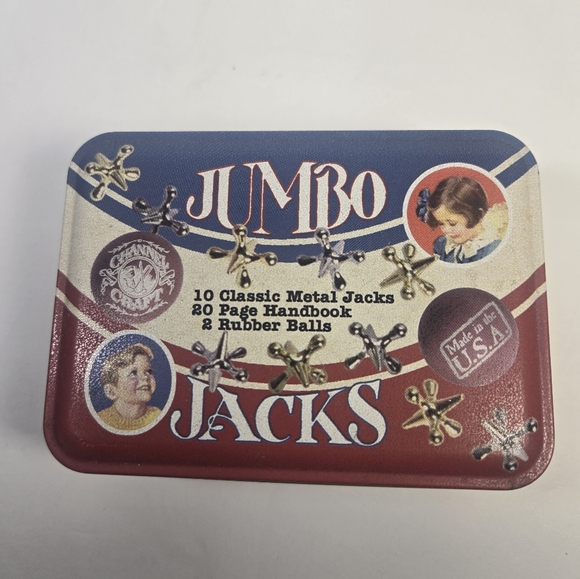 JUMBO
CHANNEL
CRAFT
10 Classic Metal Jacks
20 Page Handbook
2 Rubber Balls
Made in the
U.S.A.
JACKS